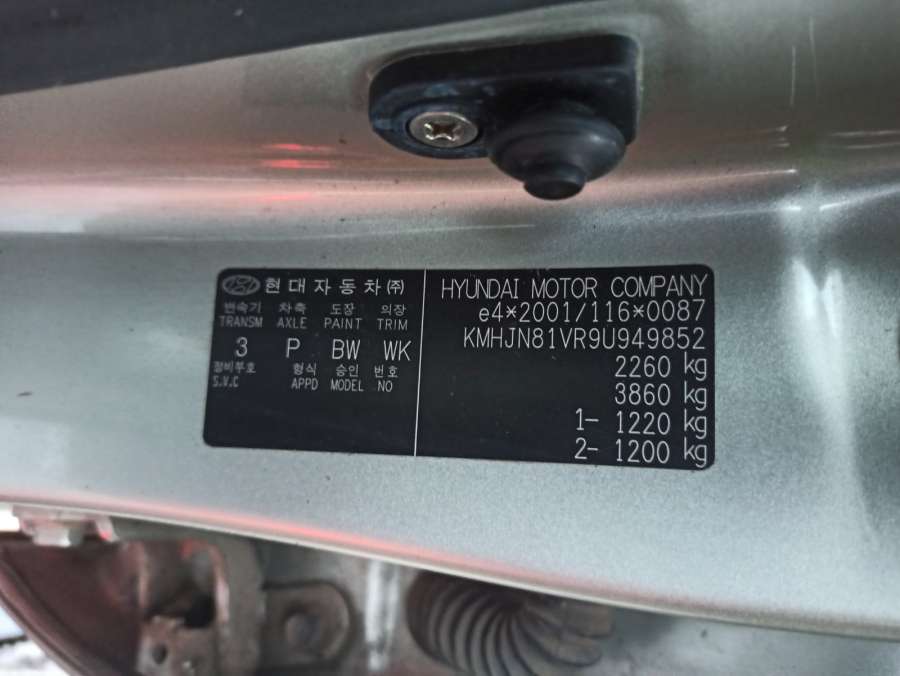 현대자동차(주)
변속기 차축 도장 의장
TRANSM AXLE PAINT TRIM
3 P BW WK
정비부호 형식 승인 번호
S.V.C APPD MODEL NO
HYUNDAI MOTOR COMPANY
e4*2001/116*0087
KMHJN81VR9U949852
2260 kg
3860 kg
1- 1220 kg
2- 1200 kg